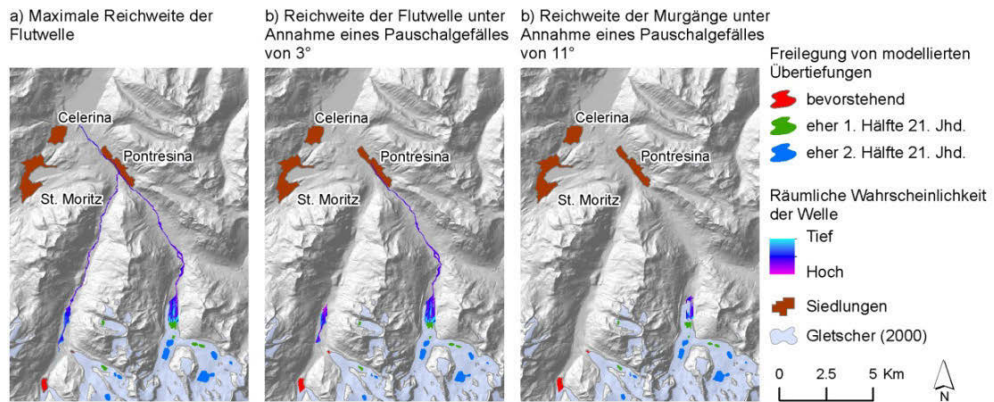 a) Maximale Reichweite der
Flutwelle
b) Reichweite der Flutwelle unter
Annahme eines Pauschalgefälles
von 3°
b) Reichweite der Murgänge unter
Annahme eines Pauschalgefälles
von 11°
Celerina
Pontresina
St. Moritz
Celerina
Pontresina
St. Moritz
Celerina
Pontresina
St. Moritz
Freilegung von modellierten
Übertiefungen
bevorstehend
eher 1. Hälfte 21. Jhd.
eher 2. Hälfte 21. Jhd.
Räumliche Wahrscheinlichkeit
der Welle
Tief
Hoch
Siedlungen
Gletscher (2000)
0 2.5 5 Km
N